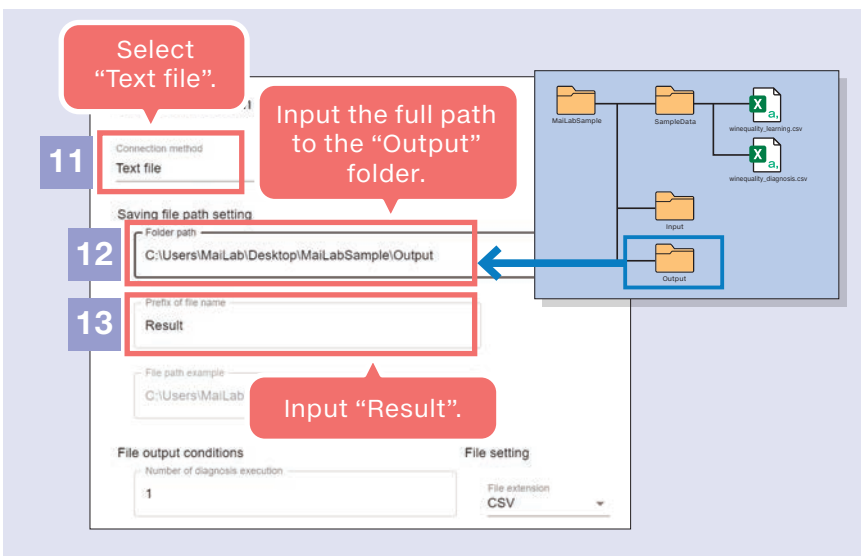 Select
“Text file”.
Input the full path
to the “Output”
folder.
11
Connection method
Text file
Saving file path setting
12
Folder path
C:\Users\MaiLab\Desktop\MaiLabSample\Output
13
Prefix of file name
Result
File path example
C:\Users\MaiLab
Input “Result”.
File output conditions
Number of diagnosis execution
1
File setting
File extension
CSV
MaiLabSample
SampleData
X
a,
winequality_learning.csv
X
a,
winequality_diagnosis.csv
Input
Output